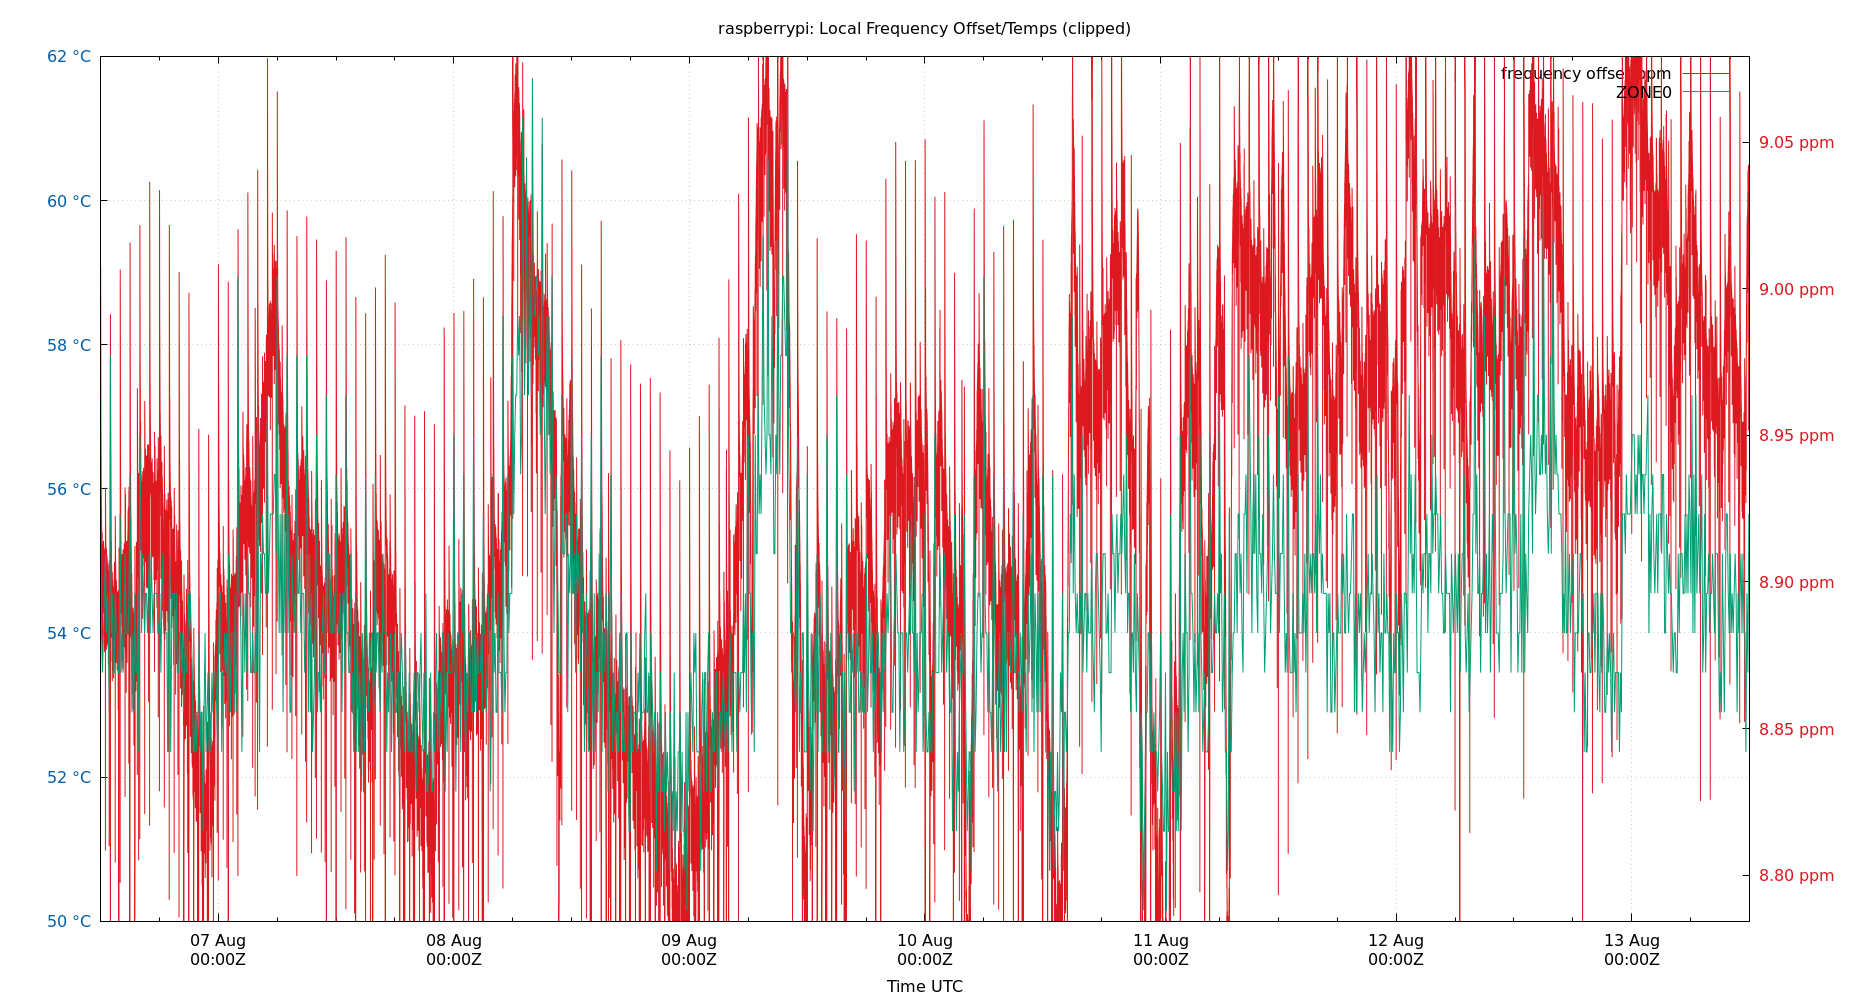 raspberrypi: Local Frequency Offset/Temps (clipped)
62 °C
60 °C
58 °C
56 °C
54 °C
52 °C
50 °C
frequency offset ppm
ZONE0
9.05 ppm
9.00 ppm
8.95 ppm
8.90 ppm
8.85 ppm
8.80 ppm
07 Aug
00:00Z
08 Aug
00:00Z
09 Aug
00:00Z
10 Aug
00:00Z
11 Aug
00:00Z
12 Aug
00:00Z
13 Aug
00:00Z
Time UTC